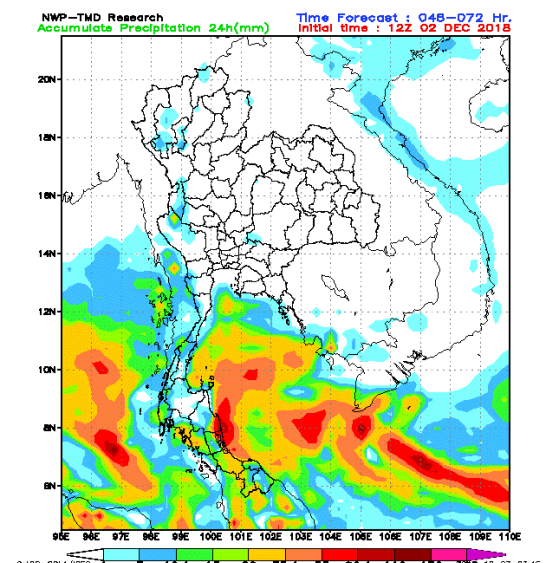 NWP-TMD Research
Time Forecast : 048-072 Hr.
Accumulate Precipitation 24h(mm)
Initial time : 12Z 02 DEC 2018
20N
18N
16N
14N
12N
10N
8N
6N
95E 96E 97E 98E 99E 100E 101E 102E 103E 104E 105E 106E 107E 108E 109E 110E